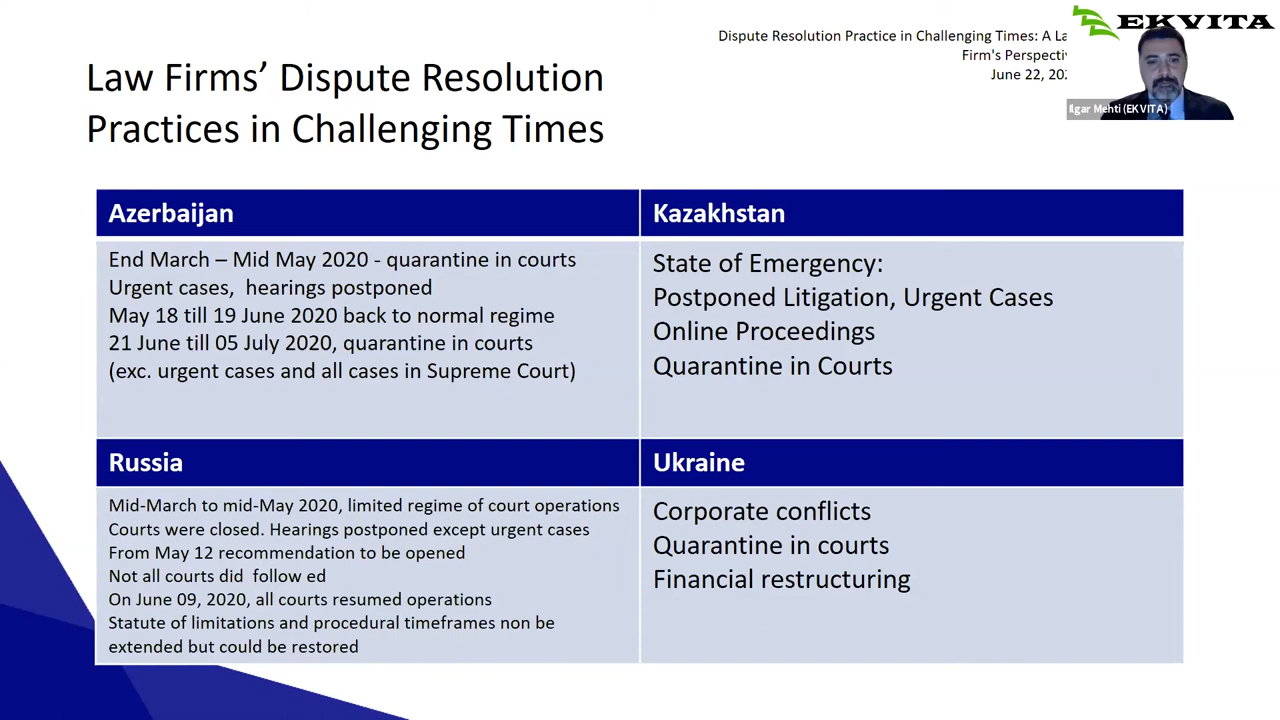 Dispute Resolution Practice in Challenging Times: A
Firm's
June 22,
EKVITA
Ilgar Mehti (EKVITA)
Law Firms’ Dispute Resolution
Practices in Challenging Times
Azerbaijan
End March – Mid May 2020 - quarantine in courts
Urgent cases, hearings postponed
May 18 till 19 June 2020 back to normal regime
21 June till 05 July 2020, quarantine in courts
(exc. urgent cases and all cases in Supreme Court)
Kazakhstan
State of Emergency:
Postponed Litigation, Urgent Cases
Online Proceedings
Quarantine in Courts
Russia
Mid-March to mid-May 2020, limited regime of court operations
Courts were closed. Hearings postponed except urgent cases
From May 12 recommendation to be opened
Not all courts did follow ed
On June 09, 2020, all courts resumed operations
Statute of limitations and procedural timeframes non be
extended but could be restored
Ukraine
Corporate conflicts
Quarantine in courts
Financial restructuring